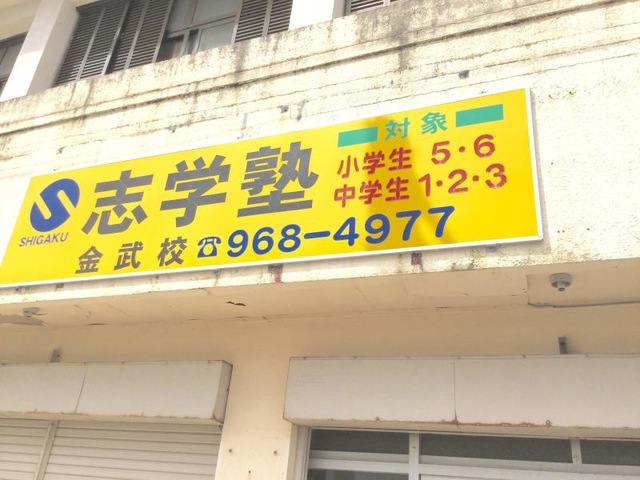 SHIGAKU
志学塾
金武校 ☎968-4977
対象
小学生 5・6
中学生 1・2・3